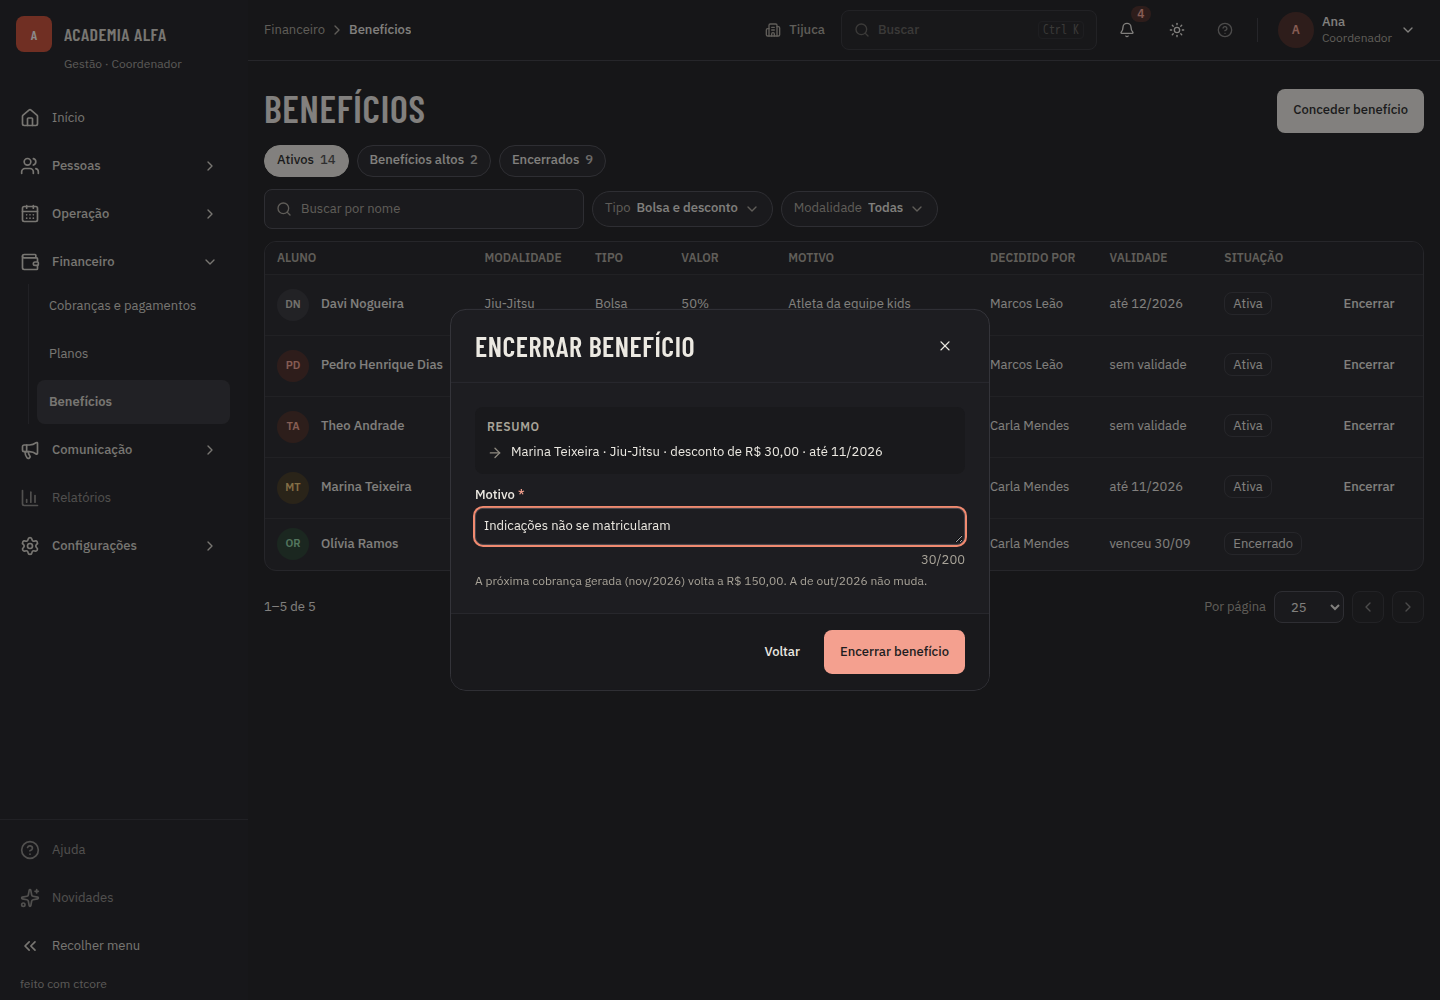 A
ACADEMIA ALFA
Gestão · Coordenador
Início
Pessoas
Operação
Financeiro
Cobranças e pagamentos
Planos
Benefícios
Comunicação
Relatórios
Configurações
Ajuda
Novidades
Recolher menu
feito com ctcore
Financeiro > Benefícios
Tijuca
Buscar Ctrl K
4
A
Ana
Coordenador
BENEFÍCIOS
Conceder benefício
Ativos 14
Benefícios altos 2
Encerrados 9
Buscar por nome
Tipo Bolsa e desconto
Modalidade Todas
ALUNO MODALIDADE TIPO VALOR MOTIVO DECIDIDO POR VALIDADE SITUAÇÃO
DN Davi Nogueira Jiu-Jitsu Bolsa 50% Atleta da equipe kids Marcos Leão até 12/2026 Ativa Encerrar
PD Pedro Henrique Dias Marcos Leão sem validade Ativa Encerrar
TA Theo Andrade Carla Mendes sem validade Ativa Encerrar
MT Marina Teixeira Carla Mendes até 11/2026 Ativa Encerrar
OR Olívia Ramos Carla Mendes venceu 30/09 Encerrado
1–5 de 5
Por página 25
ENCERRAR BENEFÍCIO
RESUMO
Marina Teixeira · Jiu-Jitsu · desconto de R$ 30,00 · até 11/2026
Motivo *
Indicações não se matricularam
30/200
A próxima cobrança gerada (nov/2026) volta a R$ 150,00. A de out/2026 não muda.
Voltar
Encerrar benefício